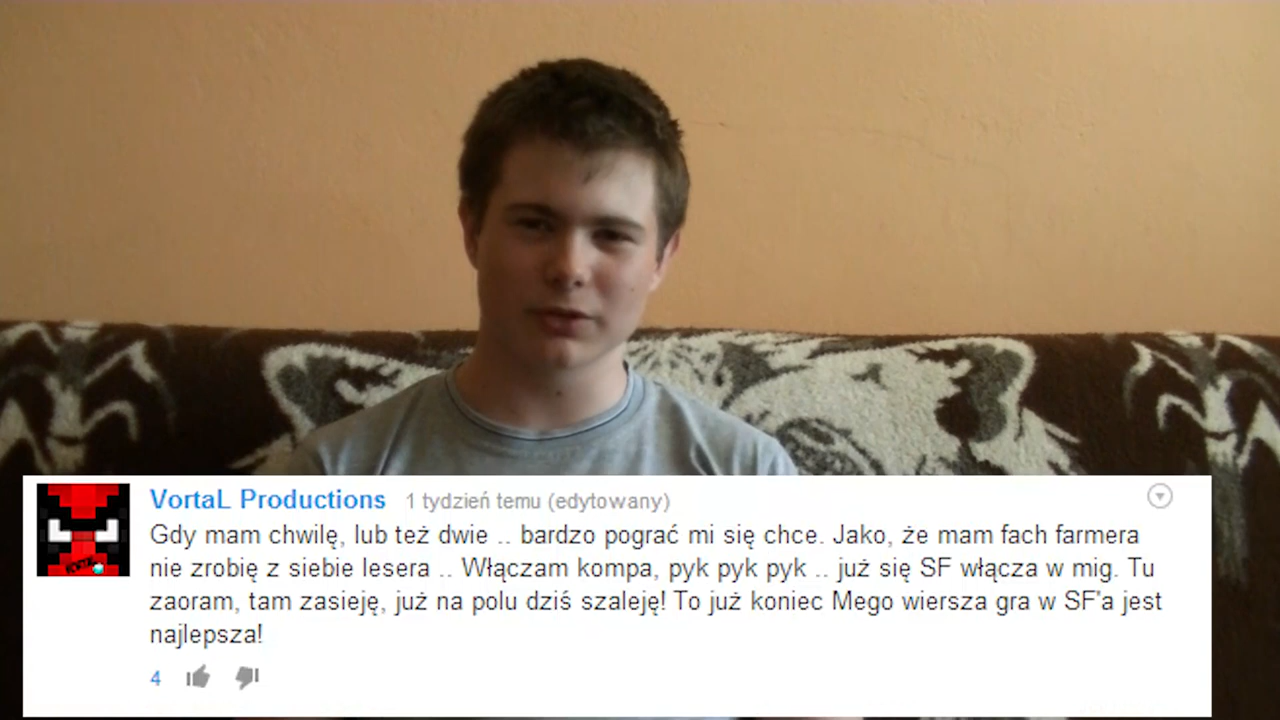 VortaL Productions 1 tydzień temu (edytowany)
Gdy mam chwilę, lub też dwie .. bardzo pograć mi się chce. Jako, że mam fach farmera
nie zrobię z siebie lesera .. Włączam kompa, pyk pyk pyk .. już się SF włącza w mig. Tu
zaoram, tam zasieję, już na polu dziś szaleję! To już koniec Mego wiersza gra w SF'a jest
najlepsza!
4